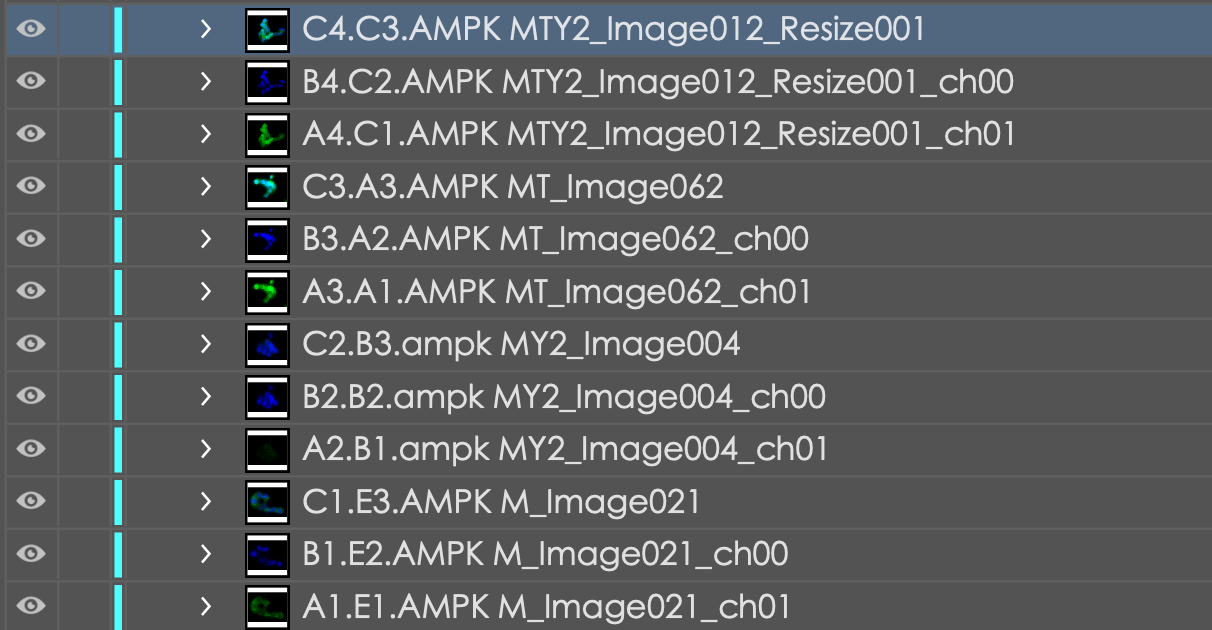 C4.C3.AMPK MTY2_Image012_Resize001
B4.C2.AMPK MTY2_Image012_Resize001_ch00
A4.C1.AMPK MTY2_Image012_Resize001_ch01
C3.A3.AMPK MT_Image062
B3.A2.AMPK MT_Image062_ch00
A3.A1.AMPK MT_Image062_ch01
C2.B3.ampk MY2_Image004
B2.B2.ampk MY2_Image004_ch00
A2.B1.ampk MY2_Image004_ch01
C1.E3.AMPK M_Image021
B1.E2.AMPK M_Image021_ch00
A1.E1.AMPK M_Image021_ch01